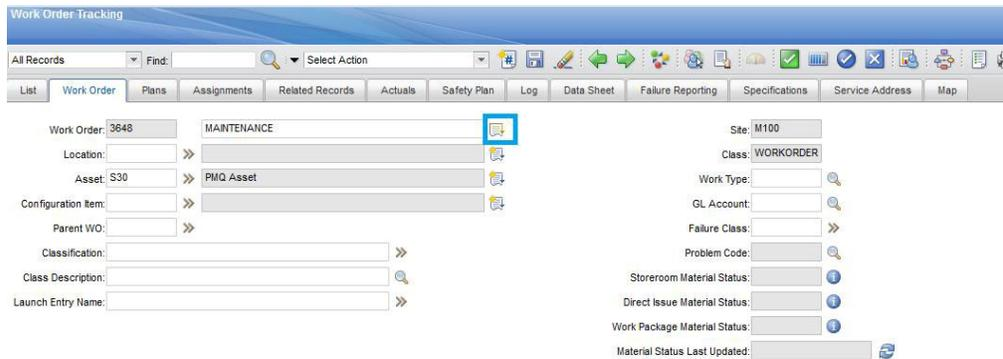 Work Order Tracking
All Records Find: Select Action
List Work Order Plans Assignments Related Records Actuals Safety Plan Log Data Sheet Failure Reporting Specifications Service Address Map
Work Order: 3648 MAINTENANCE Site: M100
Location: Class: WORKORDER
Asset: S30 PMQ Asset Work Type:
Configuration Item: GL Account:
Parent WO: Failure Class:
Classification: Problem Code:
Class Description: Storeroom Material Status:
Launch Entry Name: Direct Issue Material Status:
Work Package Material Status:
Material Status Last Updated: